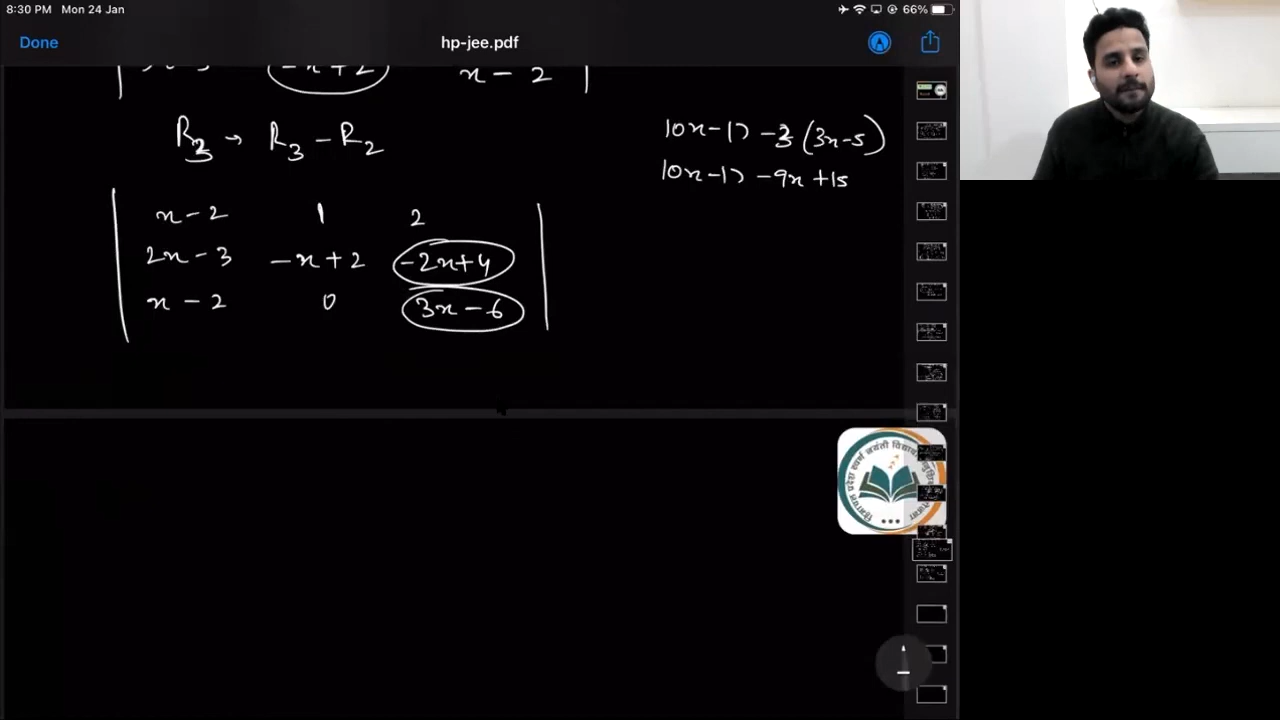 8:30 PM Mon 24 Jan 66%
Done hp-jee.pdf
-x+2 x - 2
R3 → R3 - R2
10x-17 -3(3x-5)
10x-17 -9x+15
x-2 1 2
2x-3 -x+2 -2x+4
x-2 0 3x-6